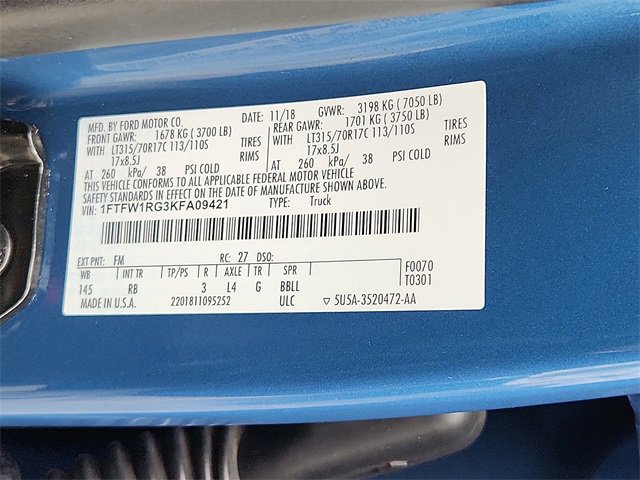 MFD. BY FORD MOTOR CO. DATE: 11/18 GVWR: 3198 KG ( 7050 LB)
FRONT GAWR: 1678 KG ( 3700 LB) REAR GAWR: 1701 KG ( 3750 LB)
WITH LT315/70R17C 113/110S TIRES WITH LT315/70R17C 113/110S TIRES
17x8.5J RIMS 17x8.5J RIMS
AT 260 kPa/ 38 PSI COLD AT 260 kPa/ 38 PSI COLD
THIS VEHICLE CONFORMS TO ALL APPLICABLE FEDERAL MOTOR VEHICLE
SAFETY STANDARDS IN EFFECT ON THE DATE OF MANUFACTURE SHOWN ABOVE.
VIN: 1FTFW1RG3KFA09421 TYPE: Truck
EXT PNT: FM RC: 27 DSO: F0070
WB INT TR TP/PS R AXLE TR SPR T0301
145 RB 3 L4 G BBLL
MADE IN U.S.A. 2201811095252 ULC ▽ 5U5A-3520472-AA